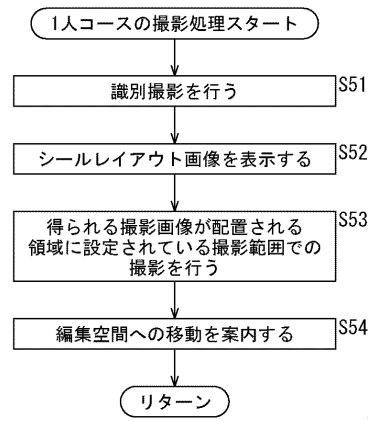 1人コースの撮影処理スタート
識別撮影を行う
S51
シールレイアウト画像を表示する
S52
得られる撮影画像が配置される
領域に設定されている撮影範囲での
撮影を行う
S53
編集空間への移動を案内する
S54
リターン